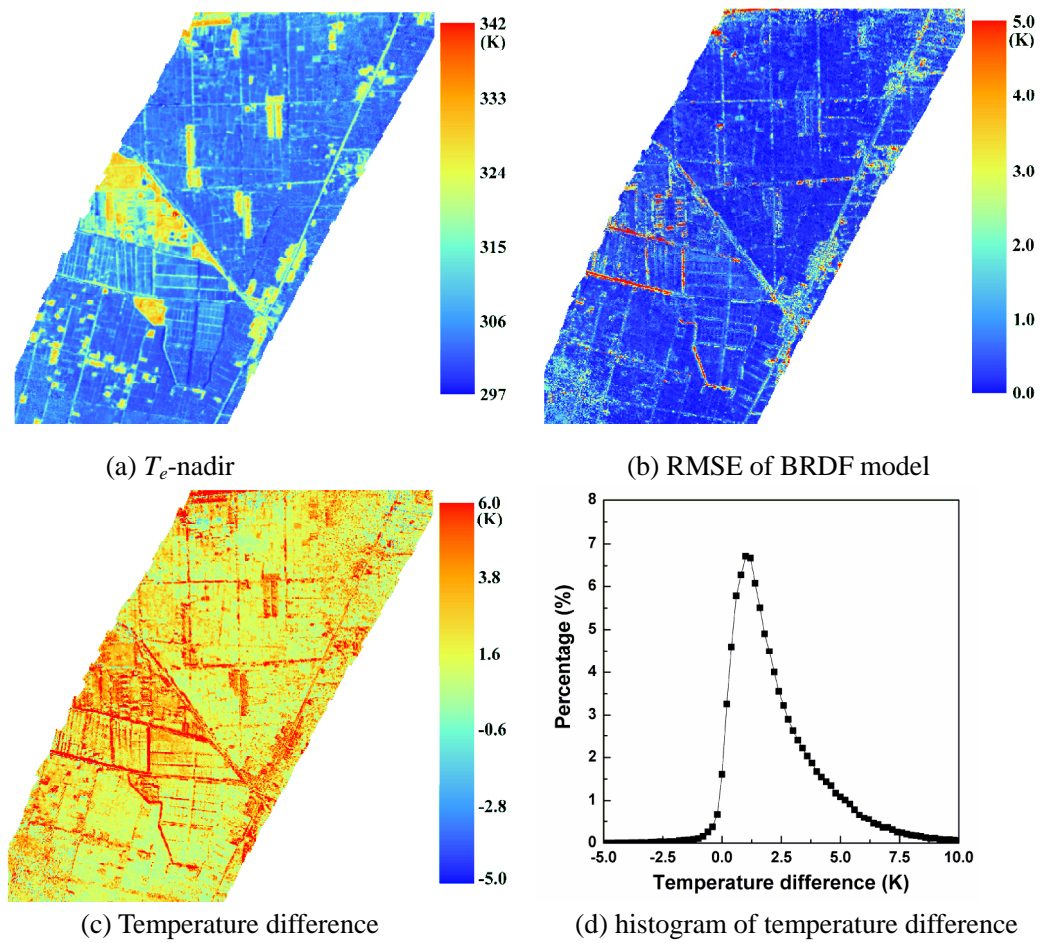 342
(K)
333
324
315
306
297
(a) Te-nadir
5.0
(K)
4.0
3.0
2.0
1.0
0.0
(b) RMSE of BRDF model
6.0
(K)
3.8
1.6
-0.6
-2.8
-5.0
(c) Temperature difference
8
7
6
5
4
3
2
1
0
Percentage (%)
-5.0 -2.5 0.0 2.5 5.0 7.5 10.0
Temperature difference (K)
(d) histogram of temperature difference